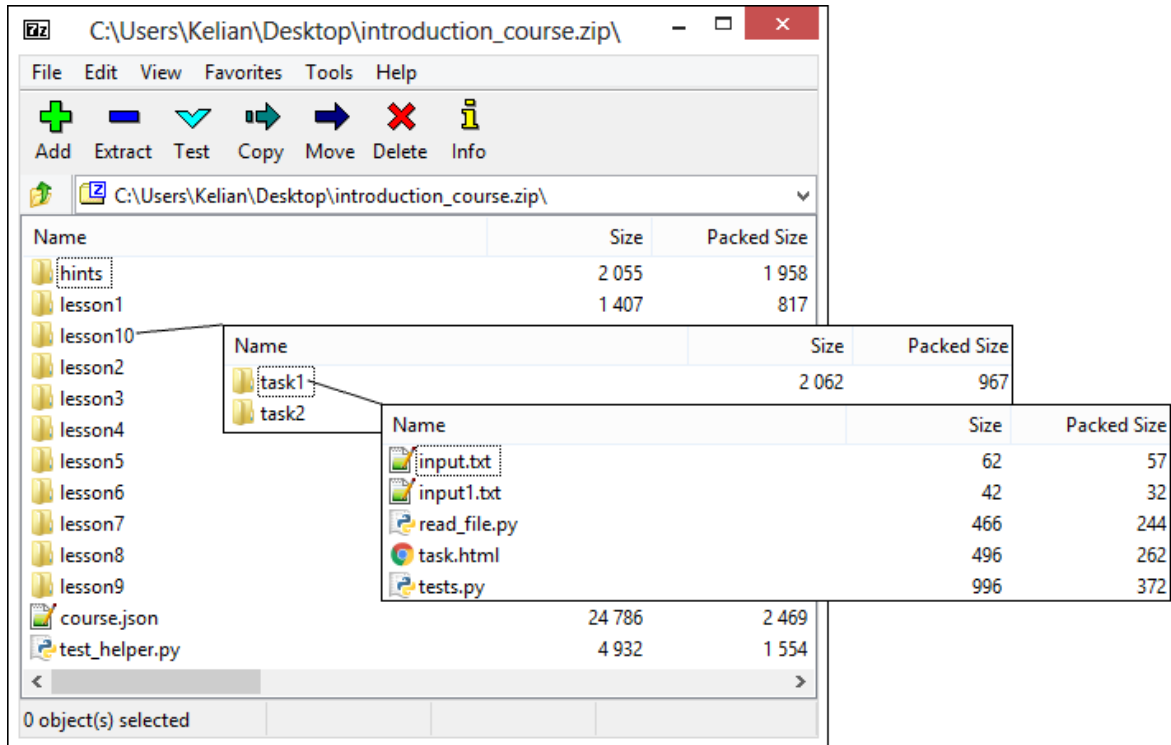 7z C:\Users\Kelian\Desktop\introduction_course.zip\
File Edit View Favorites Tools Help
Add Extract Test Copy Move Delete Info
C:\Users\Kelian\Desktop\introduction_course.zip\
Name Size Packed Size
hints 2 055 1 958
lesson1 1 407 817
lesson10
lesson2
lesson3
lesson4
lesson5
lesson6
lesson7
lesson8
lesson9
course.json 24 786 2 469
test_helper.py 4 932 1 554
0 object(s) selected
Name Size Packed Size
task1 2 062 967
task2
Name Size Packed Size
input.txt 62 57
input1.txt 42 32
read_file.py 466 244
task.html 496 262
tests.py 996 372